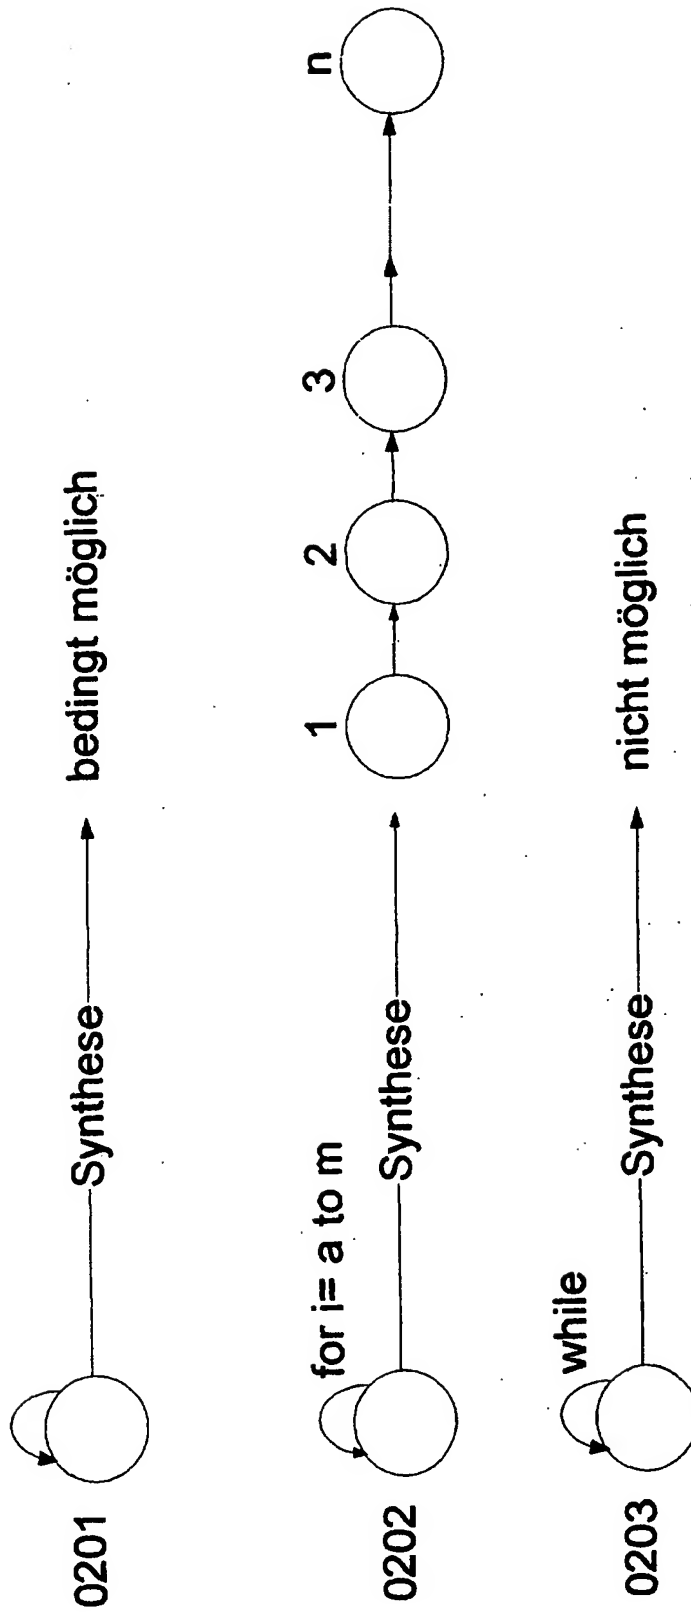 0201 Synthese bedingt möglich
for i= a to m 1 2 3 n
0202 Synthese
while
0203 Synthese nicht möglich